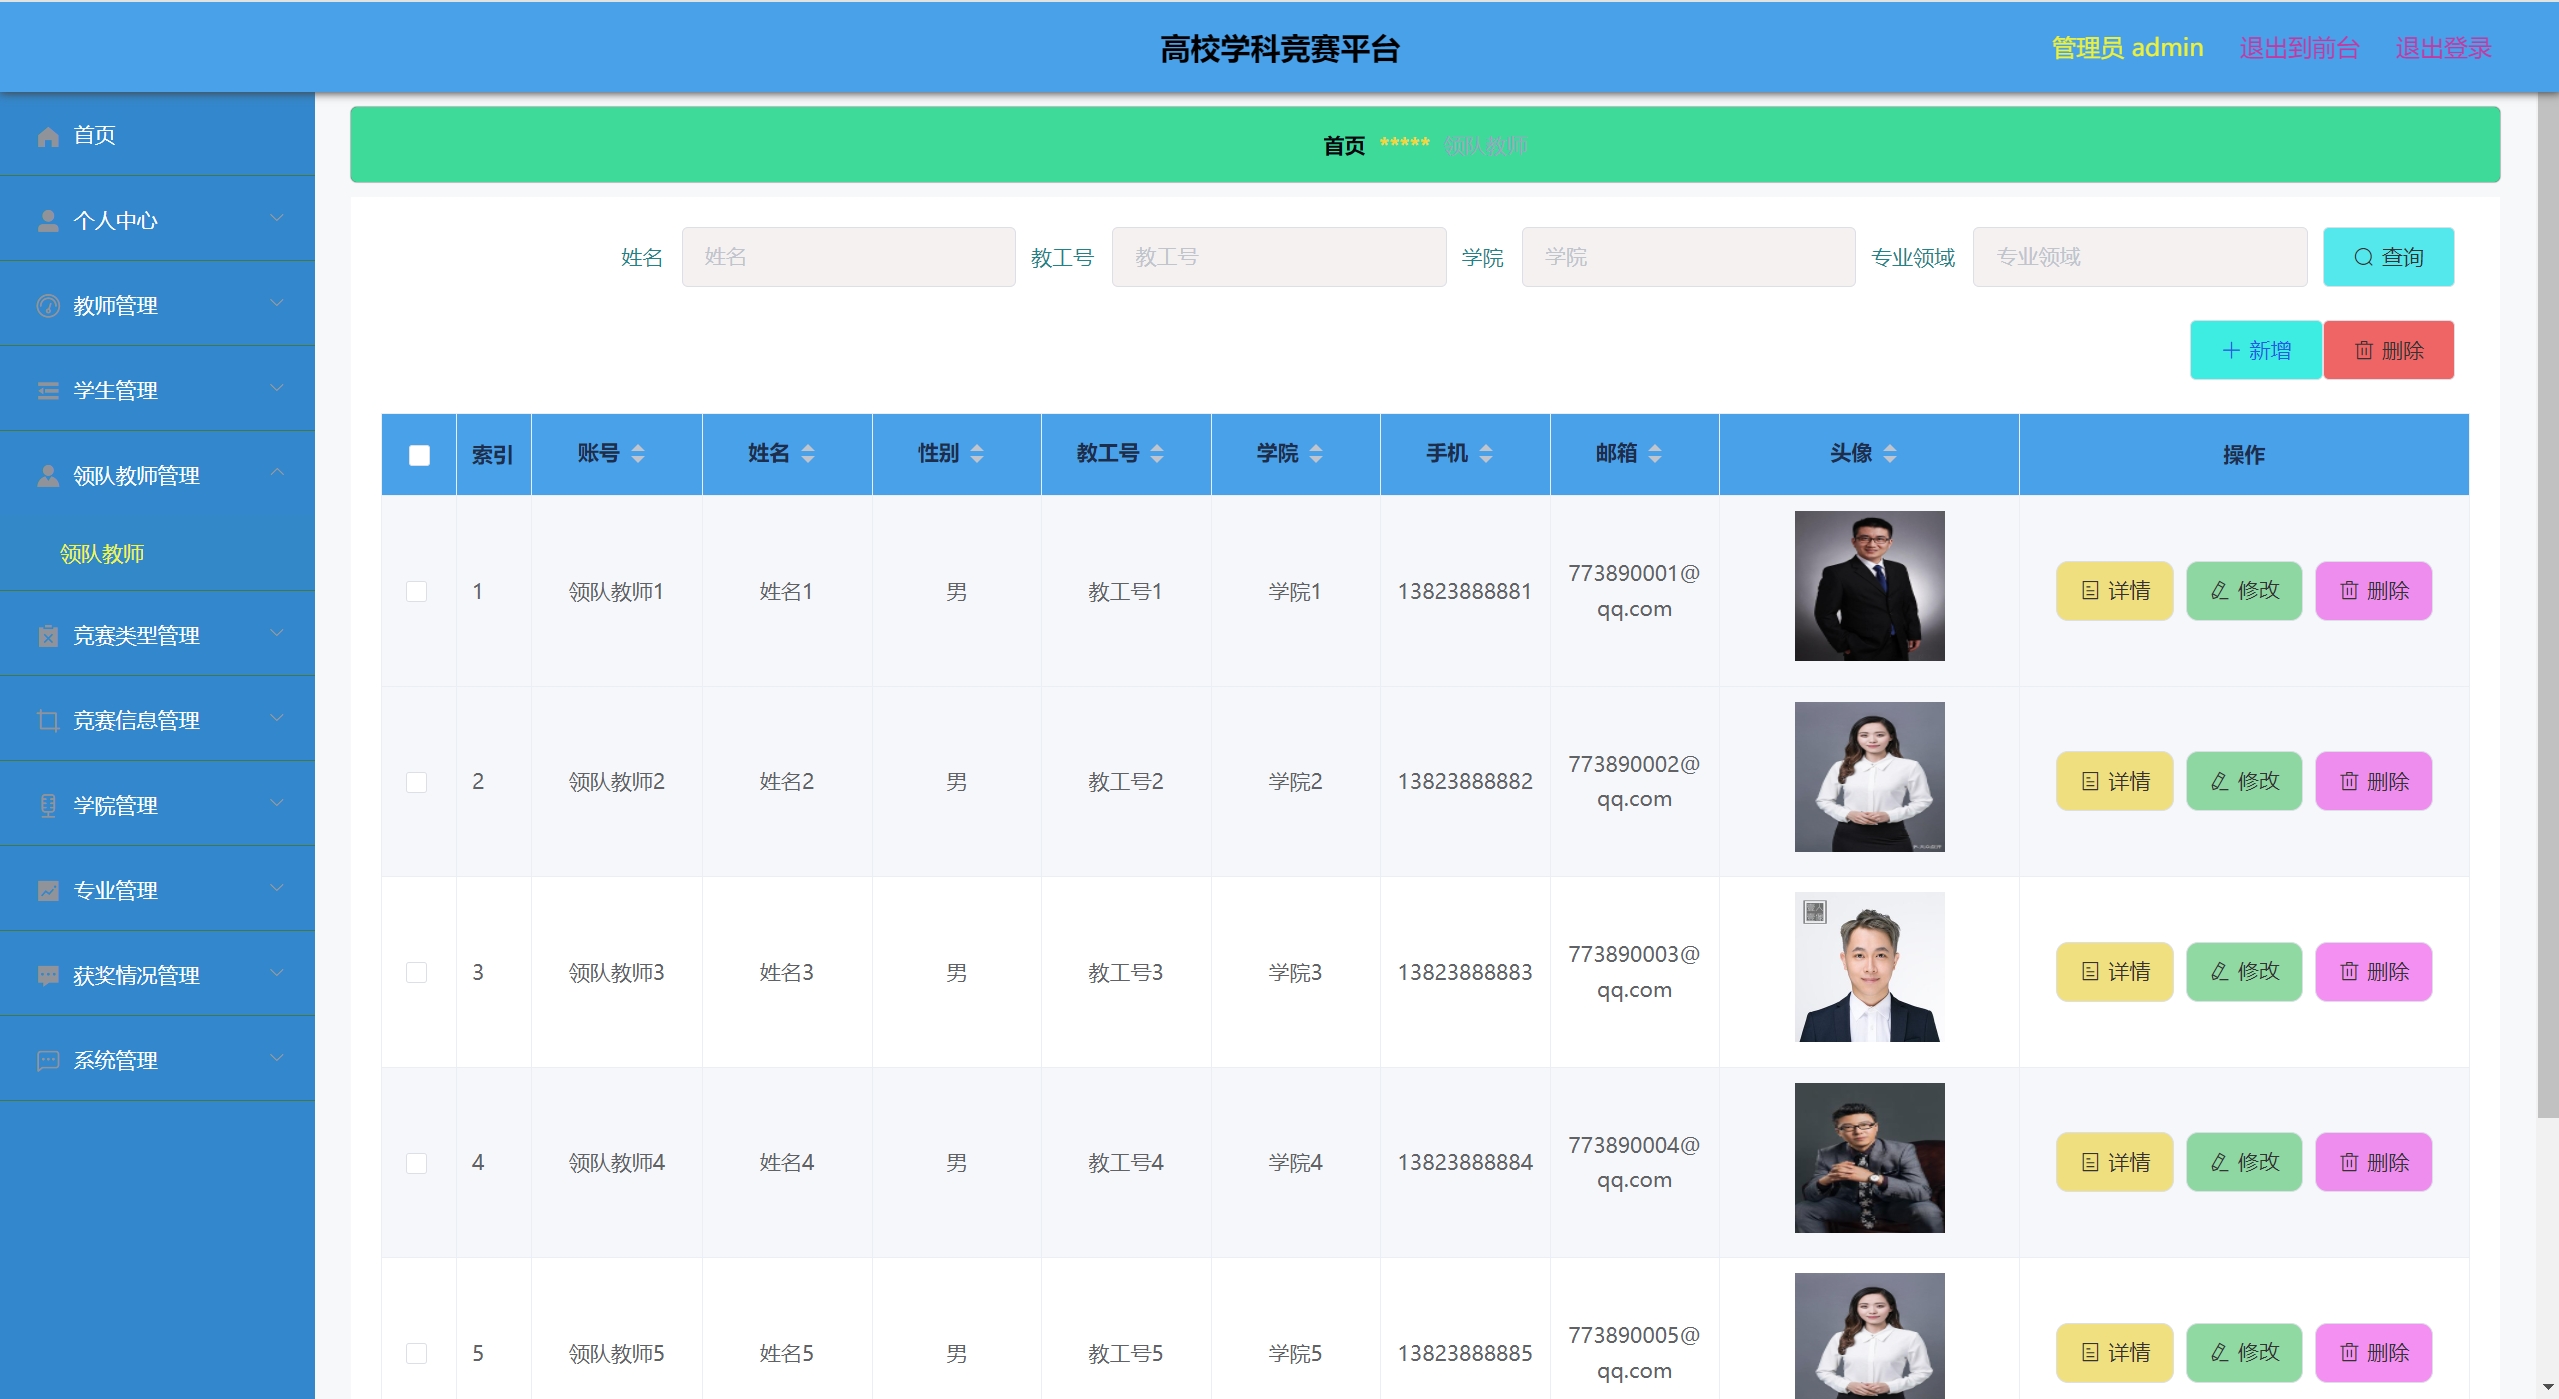 高校学科竞赛平台
管理员 admin 退出到前台 退出登录
首页
个人中心
教师管理
学生管理
领队教师管理
领队教师
竞赛类型管理
竞赛信息管理
学院管理
专业管理
获奖情况管理
系统管理
首页 ***** 领队教师
姓名 姓名 教工号 教工号 学院 学院 专业领域 专业领域 查询
新增 删除
索引 账号 姓名 性别 教工号 学院 手机 邮箱 头像 操作
1 领队教师1 姓名1 男 教工号1 学院1 13823888881 773890001@
qq.com 详情 修改 删除
2 领队教师2 姓名2 男 教工号2 学院2 13823888882 773890002@
qq.com 详情 修改 删除
3 领队教师3 姓名3 男 教工号3 学院3 13823888883 773890003@
qq.com 详情 修改 删除
4 领队教师4 姓名4 男 教工号4 学院4 13823888884 773890004@
qq.com 详情 修改 删除
5 领队教师5 姓名5 男 教工号5 学院5 13823888885 773890005@
qq.com 详情 修改 删除